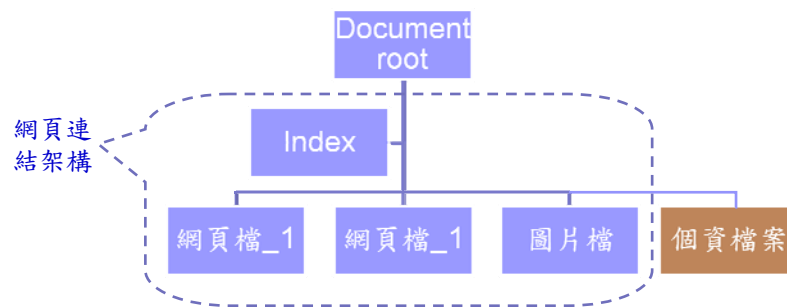 Document
root
網頁連
結架構
Index
網頁檔_1
網頁檔_1
圖片檔
個資檔案